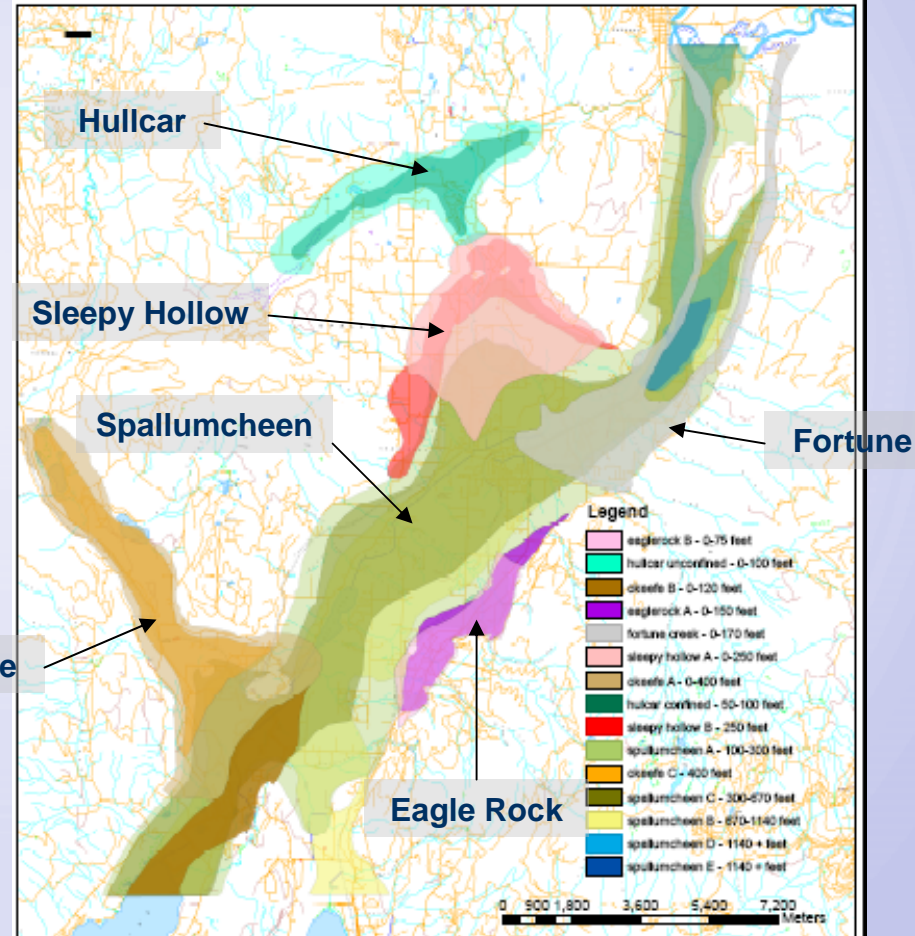 Hullcar
Sleepy Hollow
Spallumcheen
Fortune
e
Eagle Rock
Legend
eaglerock B - 0-75 feet
hullcar unconfined - 0-100 feet
okeefe B - 0-120 feet
eaglerock A - 0-150 feet
fortune creek - 0-170 feet
sleepy hollow A - 0-250 feet
okeefe A - 0-400 feet
hulcar confined - 50-100 feet
sleepy hollow B - 250 feet
spallumcheen A - 100-300 feet
okeefe C - 400 feet
spallumcheen C - 300-670 feet
spallumcheen B - 670-1140 feet
spallumcheen D - 1140 + feet
spallumcheen E - 1140 + feet
0 900 1,800 3,600 5,400 7,200
Meters